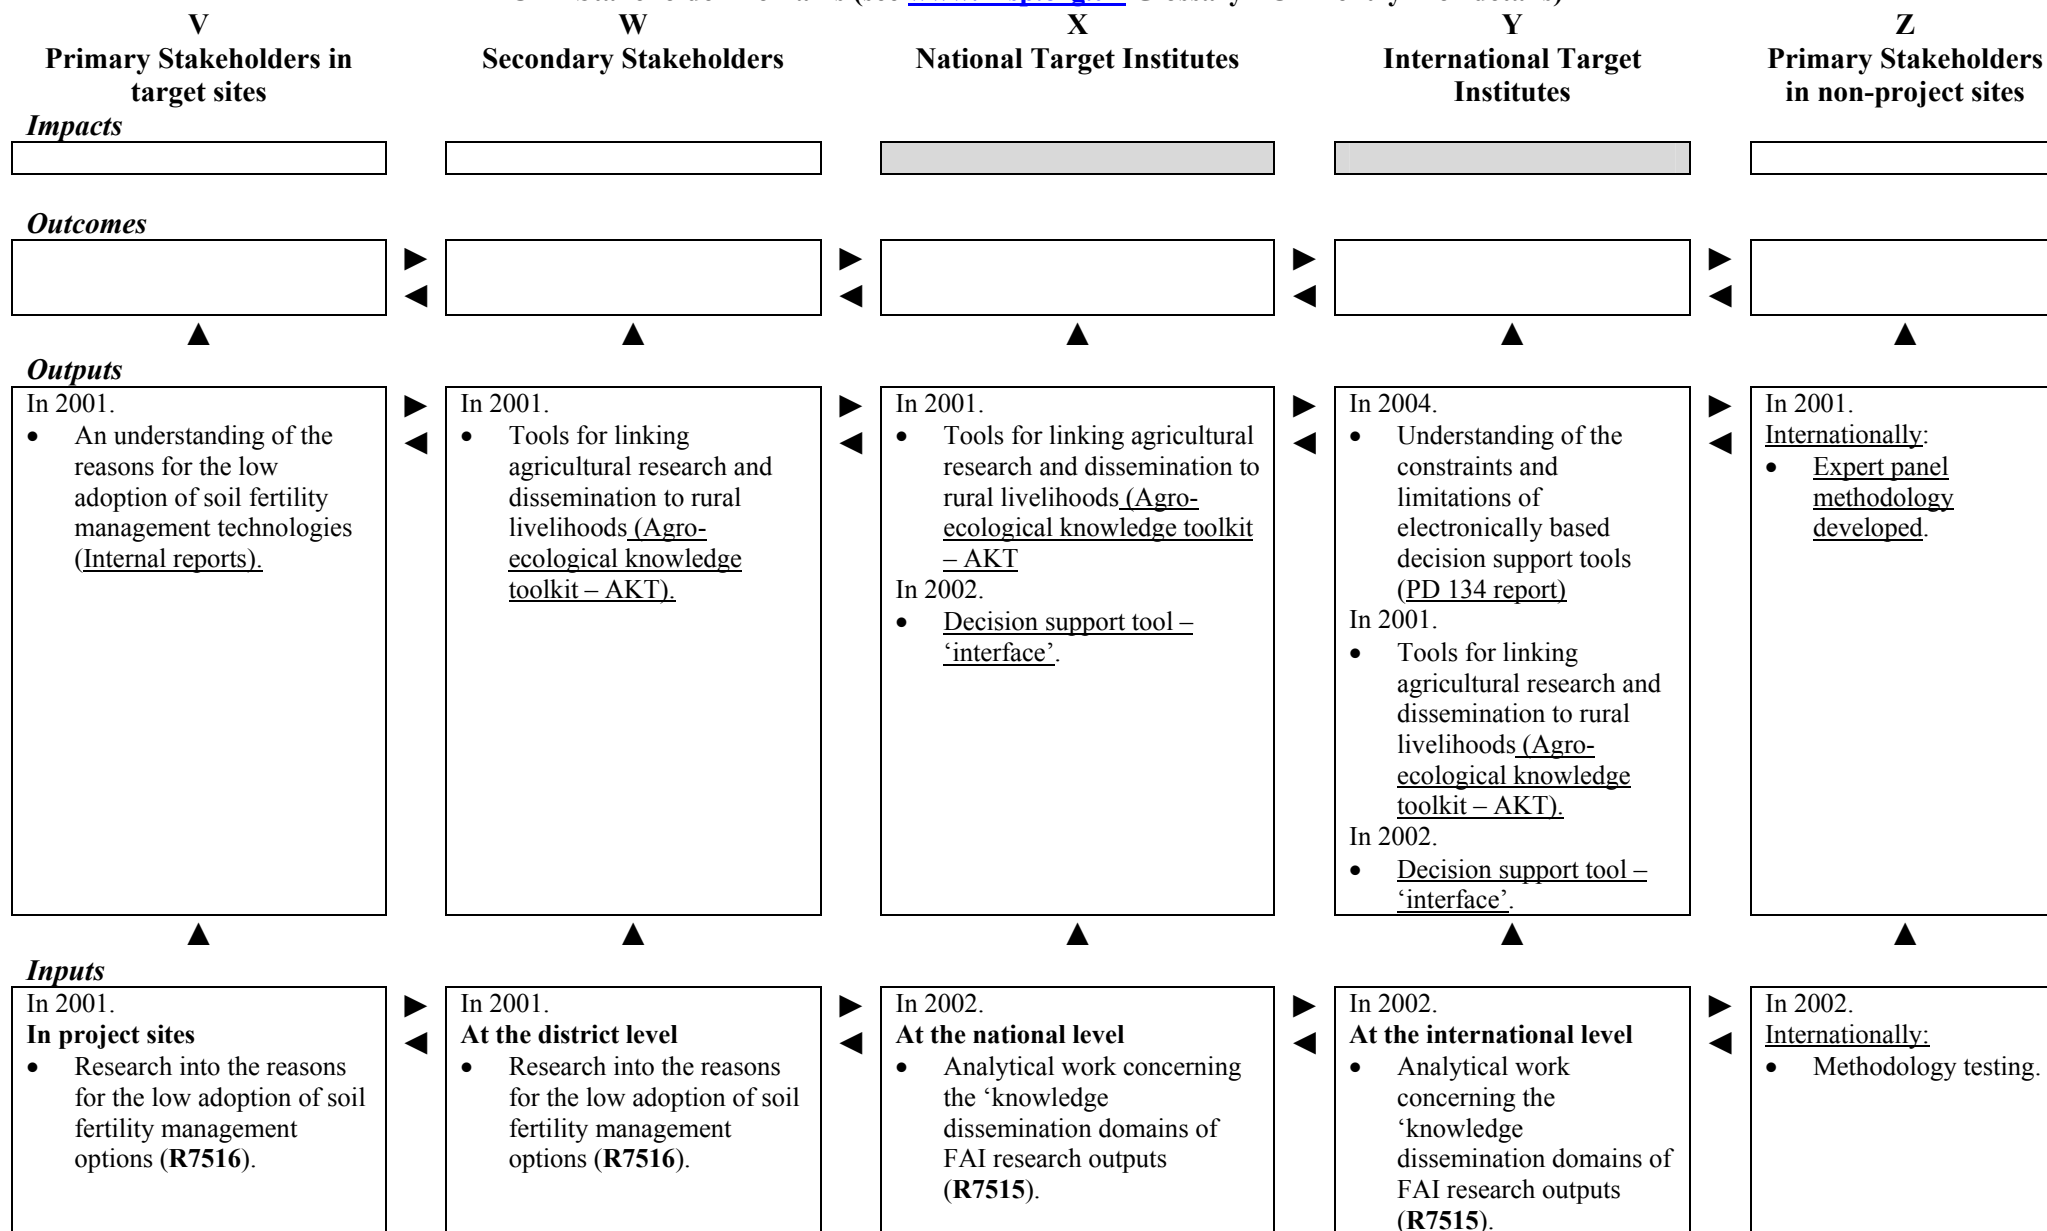 V
Primary Stakeholders in
target sites
W
Secondary Stakeholders
X
National Target Institutes
Y
International Target
Institutes
Z
Primary Stakeholders
in non-project sites
Impacts
Outcomes
Outputs
In 2001.
• An understanding of the
reasons for the low
adoption of soil fertility
management technologies
(Internal reports).
In 2001.
• Tools for linking
agricultural research and
dissemination to rural
livelihoods (Agro-
ecological knowledge
toolkit – AKT).
In 2001.
• Tools for linking agricultural
research and dissemination to
rural livelihoods (Agro-
ecological knowledge toolkit
– AKT
In 2002.
• Decision support tool –
‘interface’.
In 2004.
• Understanding of the
constraints and
limitations of
electronically based
decision support tools
(PD 134 report)
In 2001.
• Tools for linking
agricultural research and
dissemination to rural
livelihoods (Agro-
ecological knowledge
toolkit – AKT).
In 2002.
• Decision support tool –
‘interface’.
In 2001.
Internationally:
• Expert panel
methodology
developed.
Inputs
In 2001.
In project sites
• Research into the reasons
for the low adoption of soil
fertility management
options (R7516).
In 2001.
At the district level
• Research into the reasons
for the low adoption of soil
fertility management
options (R7516).
In 2002.
At the national level
• Analytical work concerning
the ‘knowledge
dissemination domains of
FAI research outputs
(R7515).
In 2002.
At the international level
• Analytical work
concerning the
‘knowledge
dissemination domains of
FAI research outputs
(R7515).
In 2002.
Internationally:
• Methodology testing.